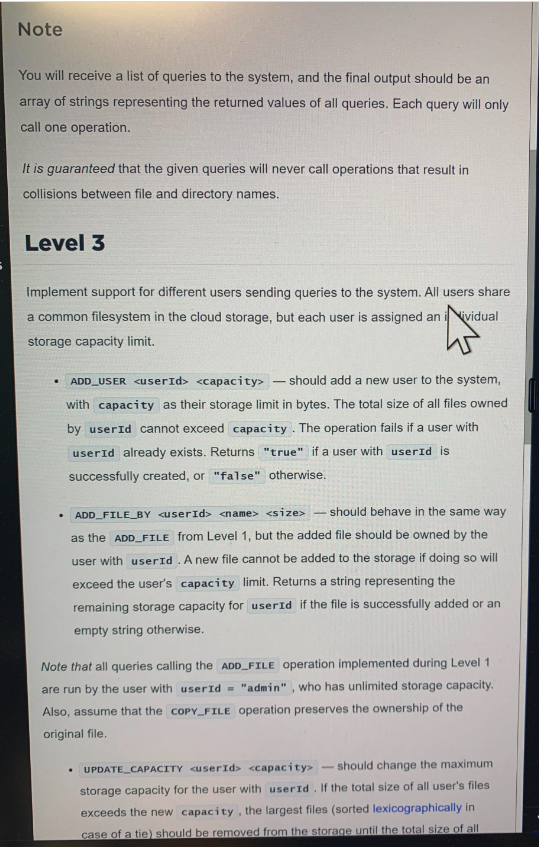 Note
You will receive a list of queries to the system, and the final output should be an
array of strings representing the returned values of all queries. Each query will only
call one operation.
It is guaranteed that the given queries will never call operations that result in
collisions between file and directory names.
Level 3
Implement support for different users sending queries to the system. All users share
a common filesystem in the cloud storage, but each user is assigned an individual
storage capacity limit.
• ADD_USER <userId> <capacity> — should add a new user to the system,
with capacity as their storage limit in bytes. The total size of all files owned
by userId cannot exceed capacity. The operation fails if a user with
userId already exists. Returns "true" if a user with userId is
successfully created, or "false" otherwise.
• ADD_FILE_BY <userId> <name> <size> — should behave in the same way
as the ADD_FILE from Level 1, but the added file should be owned by the
user with userId. A new file cannot be added to the storage if doing so will
exceed the user's capacity limit. Returns a string representing the
remaining storage capacity for userId if the file is successfully added or an
empty string otherwise.
Note that all queries calling the ADD_FILE operation implemented during Level 1
are run by the user with userId = "admin", who has unlimited storage capacity.
Also, assume that the COPY_FILE operation preserves the ownership of the
original file.
• UPDATE_CAPACITY <userId> <capacity> — should change the maximum
storage capacity for the user with userId. If the total size of all user's files
exceeds the new capacity, the largest files (sorted lexicographically in
case of a tie) should be removed from the storage until the total size of all